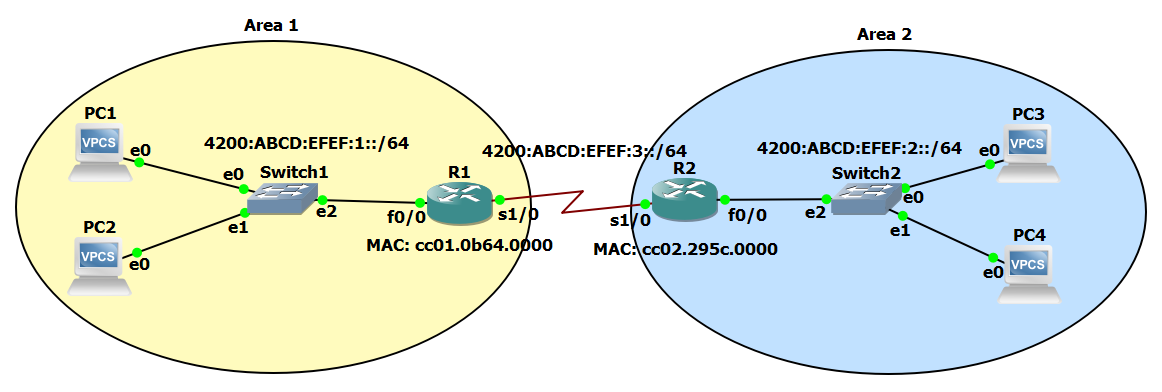 Area 1
Area 2
PC1
VPCS
e0
4200:ABCD:EFEF:1::/64
e0
Switch1
e2
e1
PC2
VPCS
e0
R1
f0/0
s1/0
MAC: cc01.0b64.0000
4200:ABCD:EFEF:3::/64
R2
s1/0
f0/0
MAC: cc02.295c.0000
4200:ABCD:EFEF:2::/64
Switch2
e2
e0
e1
PC3
e0
VPCS
PC4
VPCS
e0